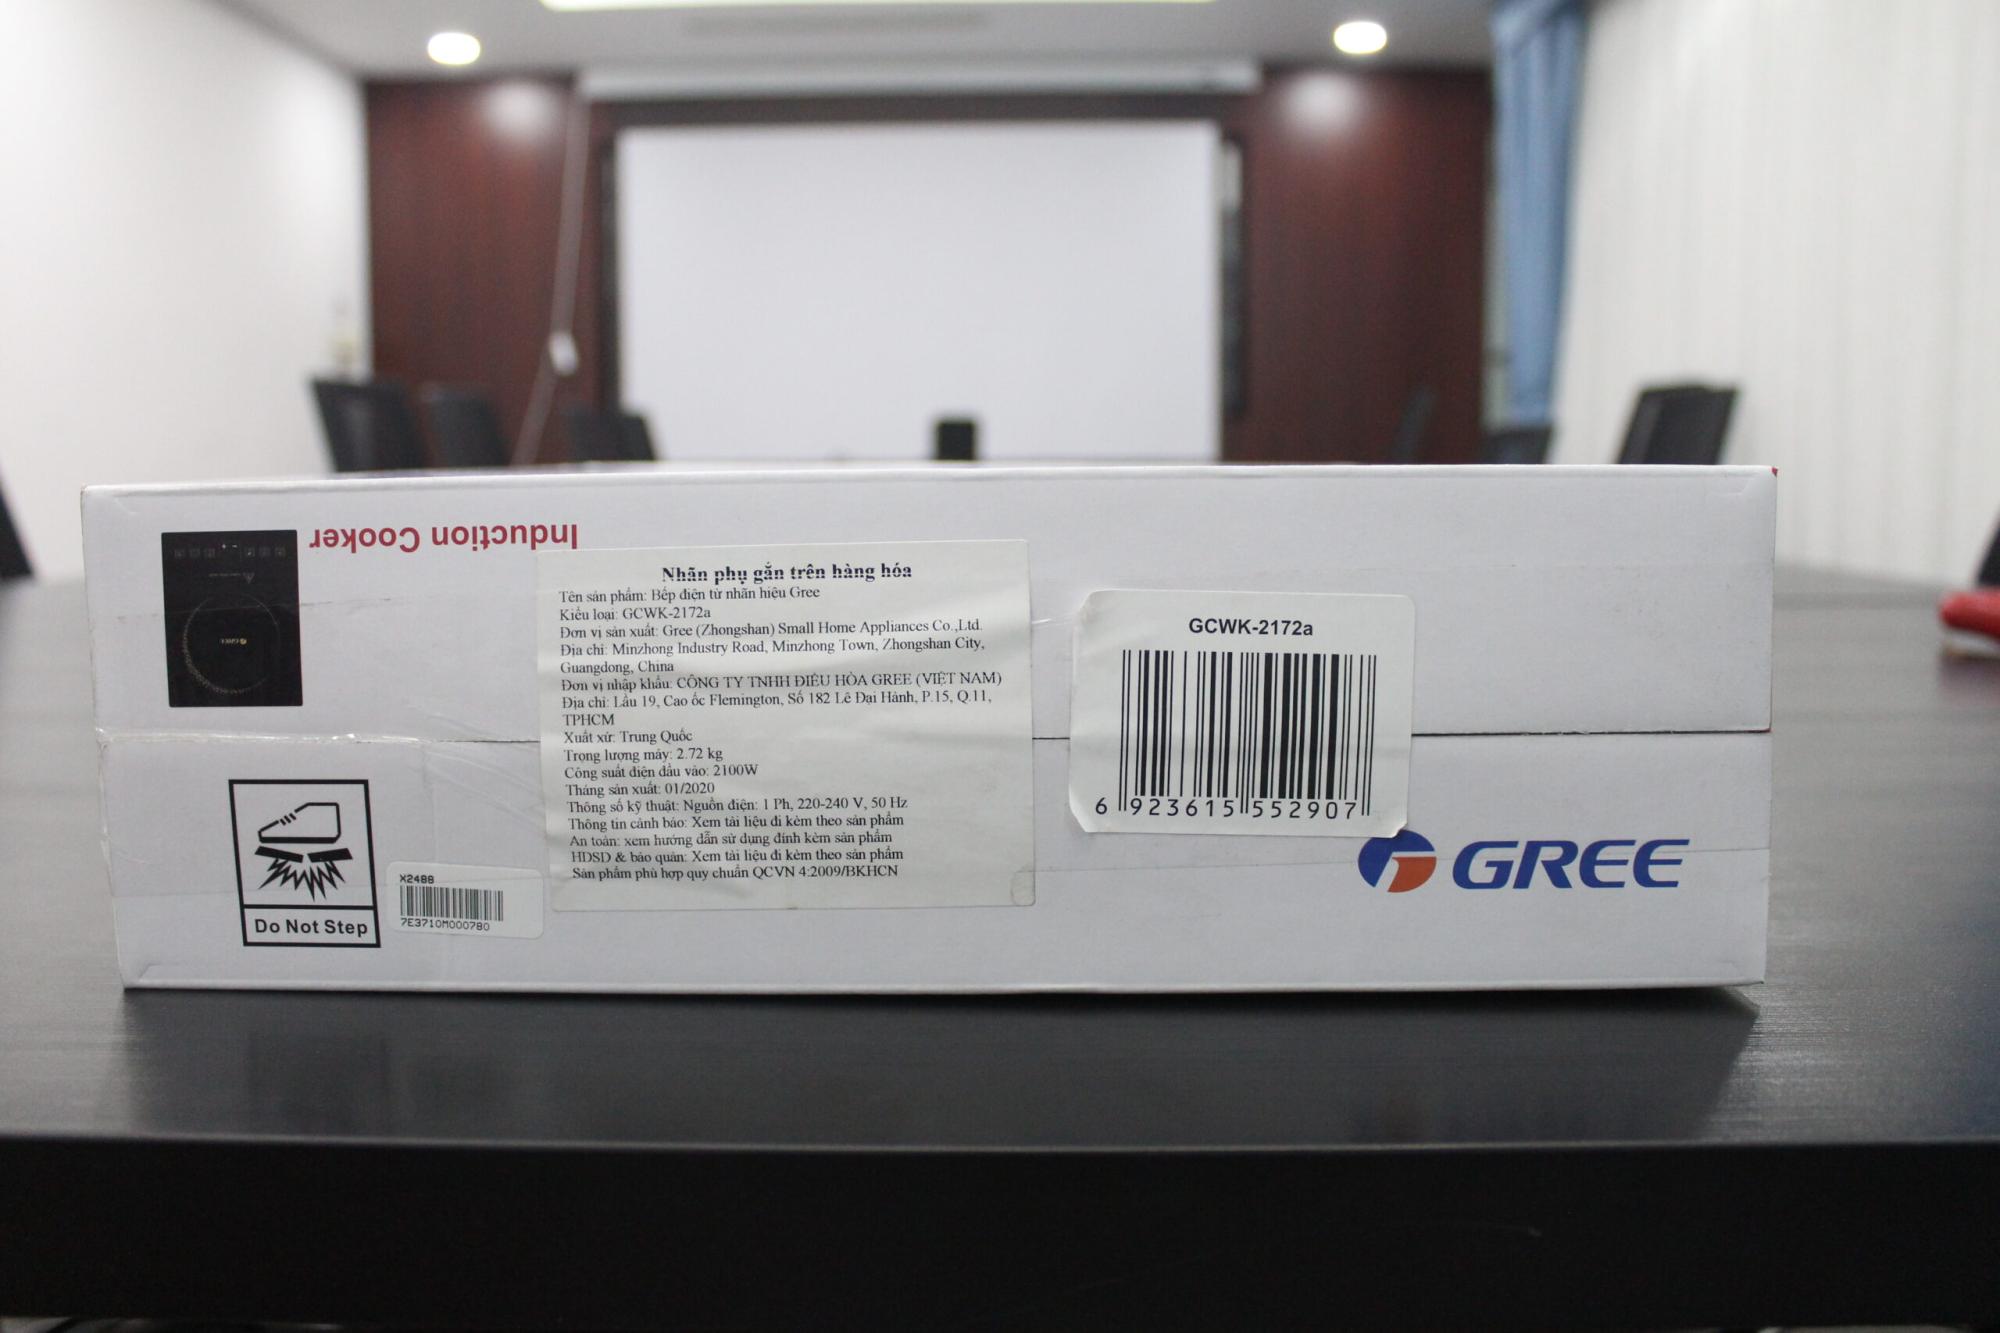 Induction Cooker
GREE
Nhãn phụ gắn trên hàng hóa
Tên sản phẩm: Bếp điện từ nhãn hiệu Gree
Kiểu loại: GCWK-2172a
Đơn vị sản xuất: Gree (Zhongshan) Small Home Appliances Co.,Ltd.
Địa chỉ: Minzhong Industry Road, Minzhong Town, Zhongshan City,
Guangdong, China
Đơn vị nhập khẩu: CÔNG TY TNHH ĐIỀU HÒA GREE (VIỆT NAM)
Địa chỉ: Lầu 19, Cao ốc Flemington, Số 182 Lê Đại Hành, P.15, Q.11,
TPHCM
Xuất xứ: Trung Quốc
Trọng lượng máy: 2.72 kg
Công suất điện đầu vào: 2100W
Tháng sản xuất: 01/2020
Thông số kỹ thuật: Nguồn điện: 1 Ph, 220-240 V, 50 Hz
Thông tin cảnh báo: Xem tài liệu đi kèm theo sản phẩm
An toàn: xem hướng dẫn sử dụng đính kèm sản phẩm
HDSD & bảo quản: Xem tài liệu đi kèm theo sản phẩm
Sản phẩm phù hợp quy chuẩn QCVN 4:2009/BKHCN
GCWK-2172a
6 923615 552907
GREE
X2488
7E3710M000780
Do Not Step